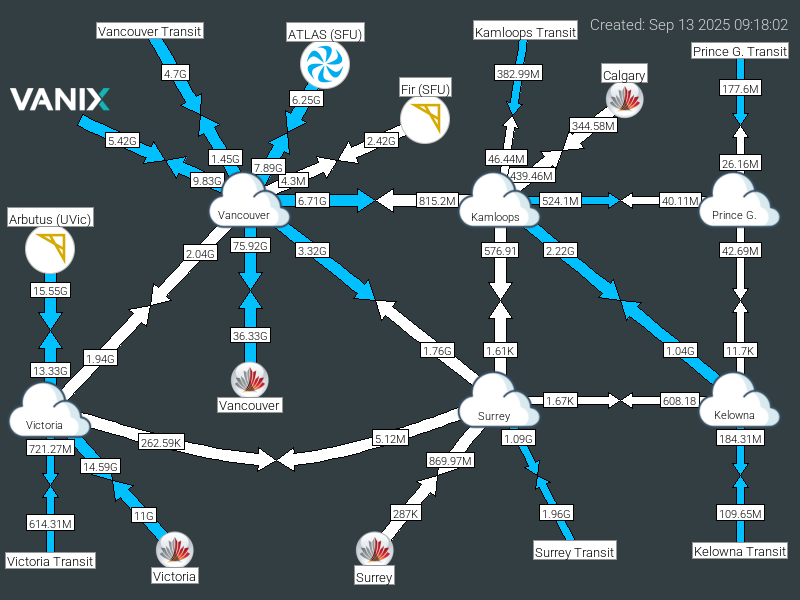 Created: Sep 13 2025 09:18:02
Vancouver Transit
ATLAS (SFU)
Kamloops Transit
Prince G. Transit
4.7G
382.99M
Calgary
177.6M
VANIX
6.25G
Fir (SFU)
5.42G
2.42G
344.58M
1.45G
7.89G
46.44M
26.16M
9.83G
4.3M
439.46M
Arbutus (UVic)
Vancouver
6.71G
815.2M
Kamloops
524.1M
40.11M
Prince G.
2.04G
75.92G
3.32G
576.91
2.22G
42.69M
15.55G
36.33G
13.33G
1.94G
1.76G
1.61K
1.04G
11.7K
Vancouver
Victoria
1.67K
608.18
Surrey
Kelowna
721.27M
262.59K
5.12M
1.09G
184.31M
14.59G
869.97M
614.31M
11G
287K
1.96G
109.65M
Victoria Transit
Victoria
Surrey
Surrey Transit
Kelowna Transit